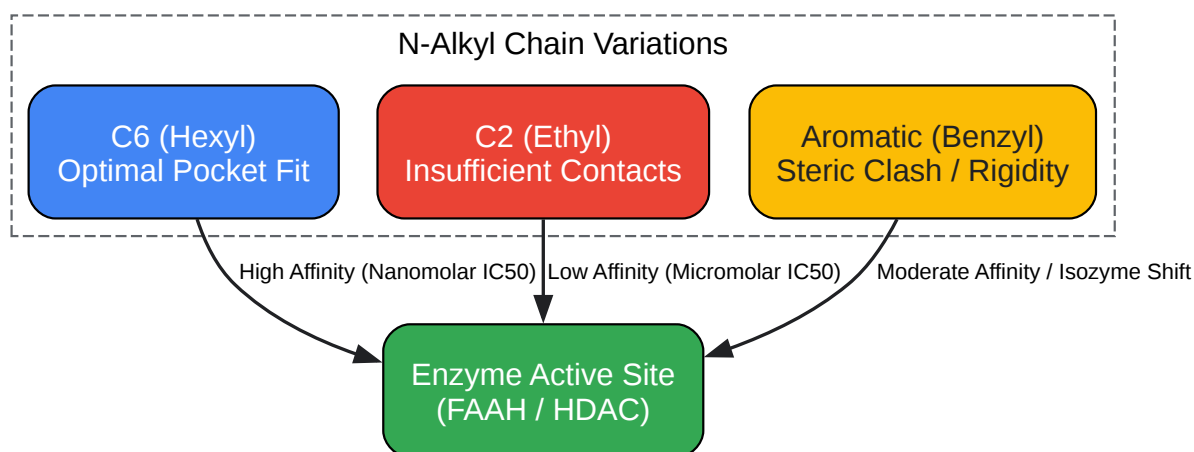 N-Alkyl Chain Variations
C6 (Hexyl)
Optimal Pocket Fit
C2 (Ethyl)
Insufficient Contacts
Aromatic (Benzyl)
Steric Clash / Rigidity
High Affinity (Nanomolar IC50)
Low Affinity (Micromolar IC50)
Moderate Affinity / Isozyme Shift
Enzyme Active Site
(FAAH / HDAC)